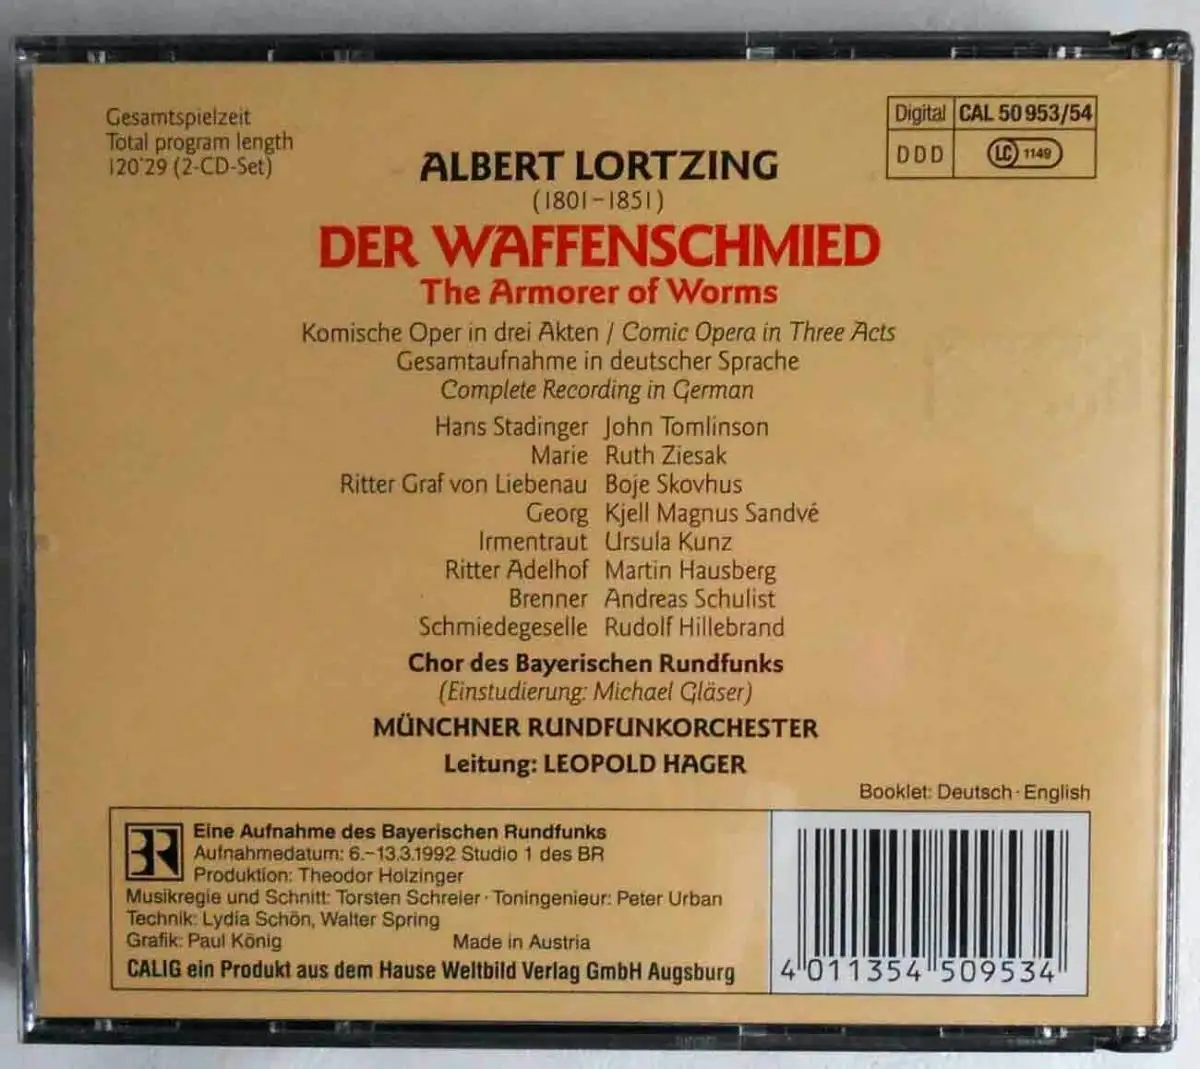 Gesamtspielzeit
Total program length
120'29 (2-CD-Set)
Digital CAL 50 953/54
DDD LC 1149
ALBERT LORTZING
(1801–1851)
DER WAFFENSCHMIED
The Armorer of Worms
Komische Oper in drei Akten / Comic Opera in Three Acts
Gesamtaufnahme in deutscher Sprache
Complete Recording in German
Hans Stadinger John Tomlinson
Marie Ruth Ziesak
Ritter Graf von Liebenau Boje Skovhus
Georg Kjell Magnus Sandvé
Irmentraut Ursula Kunz
Ritter Adelhof Martin Hausberg
Brenner Andreas Schulist
Schmiedegeselle Rudolf Hillebrand
Chor des Bayerischen Rundfunks
(Einstudierung: Michael Gläser)
MÜNCHNER RUNDFUNKORCHESTER
Leitung: LEOPOLD HAGER
Booklet: Deutsch · English
BR Eine Aufnahme des Bayerischen Rundfunks
Aufnahmedatum: 6.–13.3.1992 Studio 1 des BR
Produktion: Theodor Holzinger
Musikregie und Schnitt: Torsten Schreier · Toningenieur: Peter Urban
Technik: Lydia Schön, Walter Spring
Grafik: Paul König Made in Austria
CALIG ein Produkt aus dem Hause Weltbild Verlag GmbH Augsburg
4 011354 509534